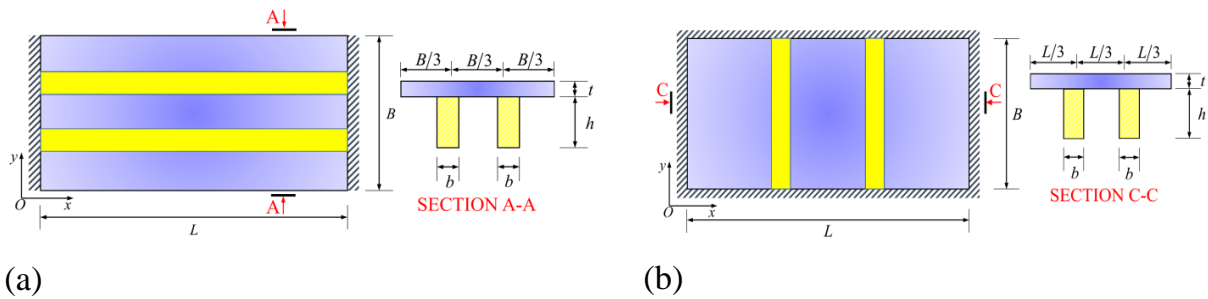 A
B/3 B/3 B/3
t
B
h
y
A
b b
O x
SECTION A-A
L
(a)
L/3 L/3 L/3
C C
t
B
h
y
b b
O x
SECTION C-C
L
(b)